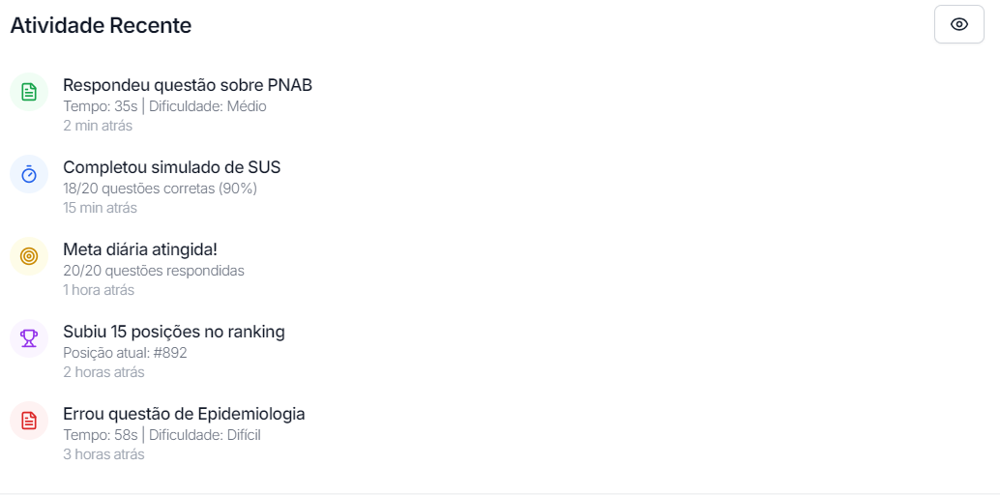 Atividade Recente
Respondeu questão sobre PNAB
Tempo: 35s | Dificuldade: Médio
2 min atrás
Completou simulado de SUS
18/20 questões corretas (90%)
15 min atrás
Meta diária atingida!
20/20 questões respondidas
1 hora atrás
Subiu 15 posições no ranking
Posição atual: #892
2 horas atrás
Errou questão de Epidemiologia
Tempo: 58s | Dificuldade: Difícil
3 horas atrás